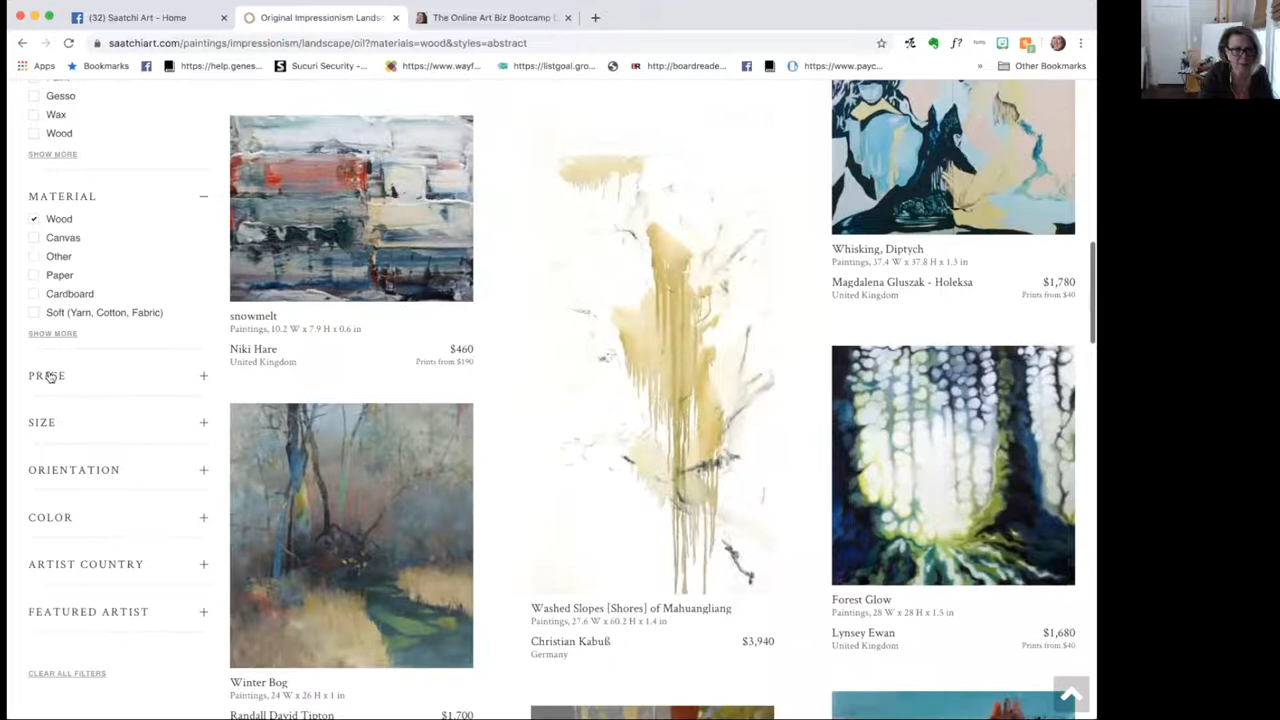 (32) Saatchi Art - Home
Original Impressionism Lands
The Online Art Biz Bootcamp
saatchiart.com/paintings/impressionism/landscape/oil?materials=wood&styles=abstract
Apps
Bookmarks
https://help.genes...
Sucuri Security -...
https://www.wayf...
https://listgoal.gro...
http://boardreade...
https://www.payc...
»
Other Bookmarks
Gesso
Wax
Wood
SHOW MORE
MATERIAL
Wood
Canvas
Other
Paper
Cardboard
Soft (Yarn, Cotton, Fabric)
SHOW MORE
SIZE
ORIENTATION
COLOR
ARTIST COUNTRY
FEATURED ARTIST
CLEAR ALL FILTERS
snowmelt
Paintings, 10.2 W x 7.9 H x 0.6 in
Niki Hare $460
United Kingdom Prints from $190
Winter Bog
Paintings, 24 W x 26 H x 1 in
Randall David Tipton $1,700
Washed Slopes [Shores] of Mahuangliang
Paintings, 27.6 W x 60.2 H x 1.4 in
Christian Kabuß $3,940
Germany
Whisking, Diptych
Paintings, 37.4 W x 37.8 H x 1.3 in
Magdalena Gluszak - Holeksa $1,780
United Kingdom Prints from $40
Forest Glow
Paintings, 28 W x 28 H x 1.5 in
Lynsey Ewan $1,680
United Kingdom Prints from $40